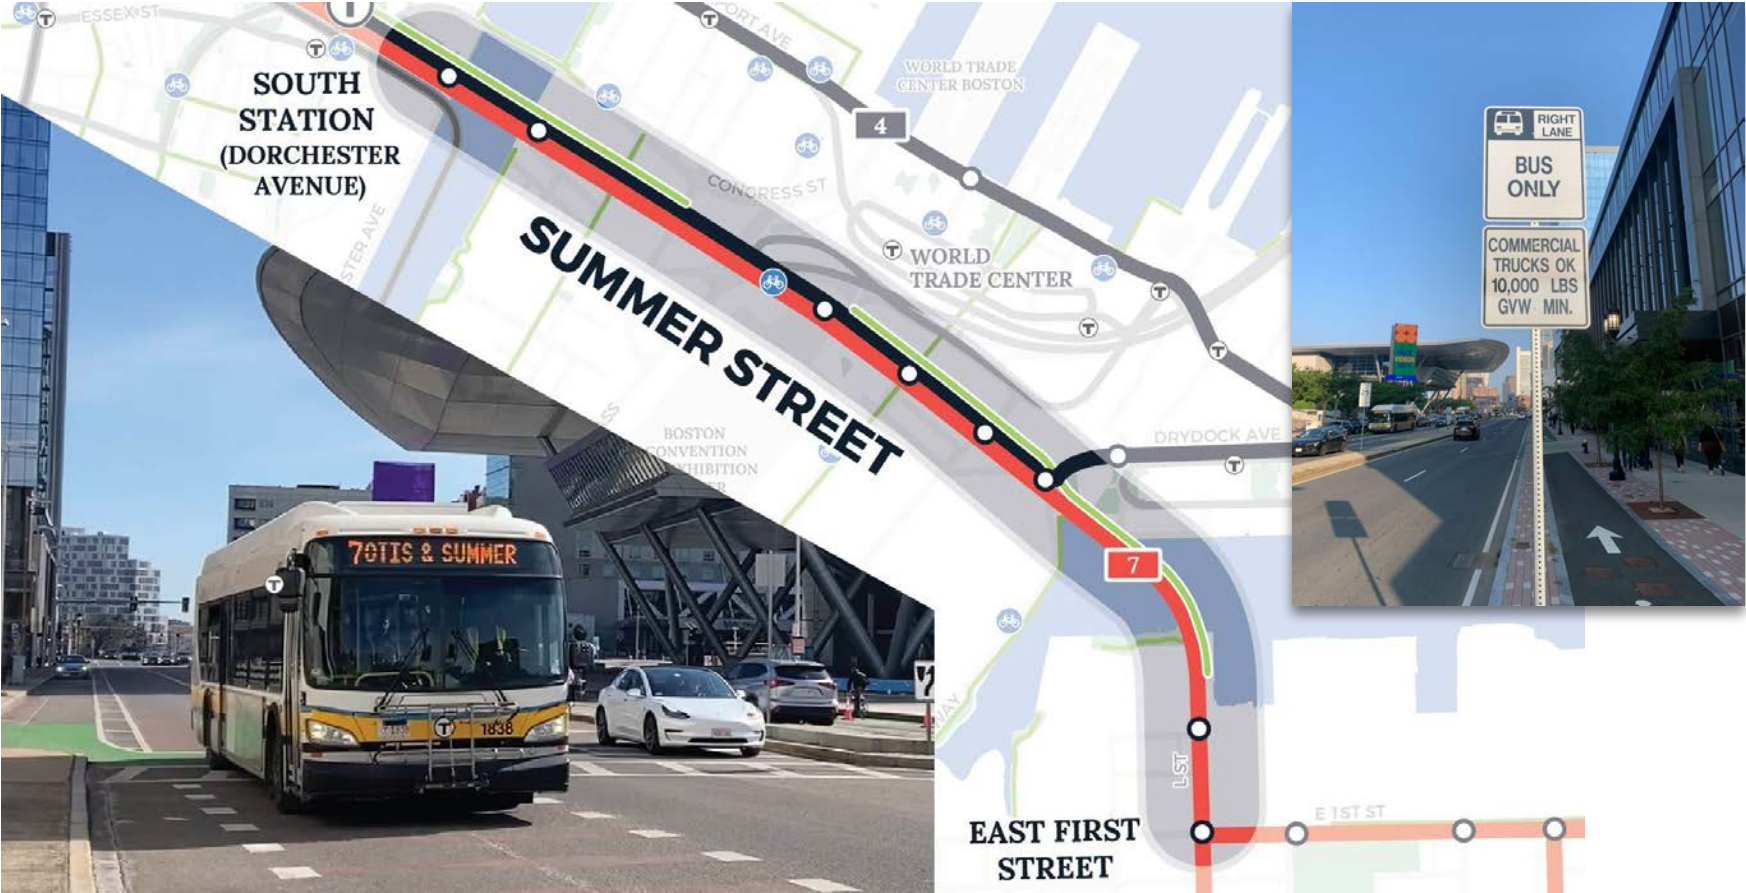 ESSEX ST
T
T
T
SOUTH
STATION
(DORCHESTER
AVENUE)
T
PORT AVE
WORLD TRADE
CENTER BOSTON
4
CONGRESS ST
T
WORLD
TRADE CENTER
T
T
T
SUMMER STREET
BOSTON
CONVENTION
DRYDOCK AVE
T
7
L ST
E 1ST ST
EAST FIRST
STREET
7OTIS & SUMMER
T
T
1838
RIGHT
LANE
BUS
ONLY
COMMERCIAL
TRUCKS OK
10,000 LBS
GVW MIN.